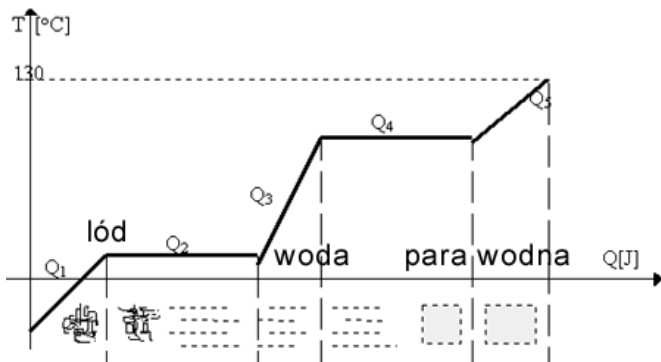 T [°C]
130
Q₅
Q₄
Q₃
lód
Q₂
woda
para wodna
Q₁
Q[J]